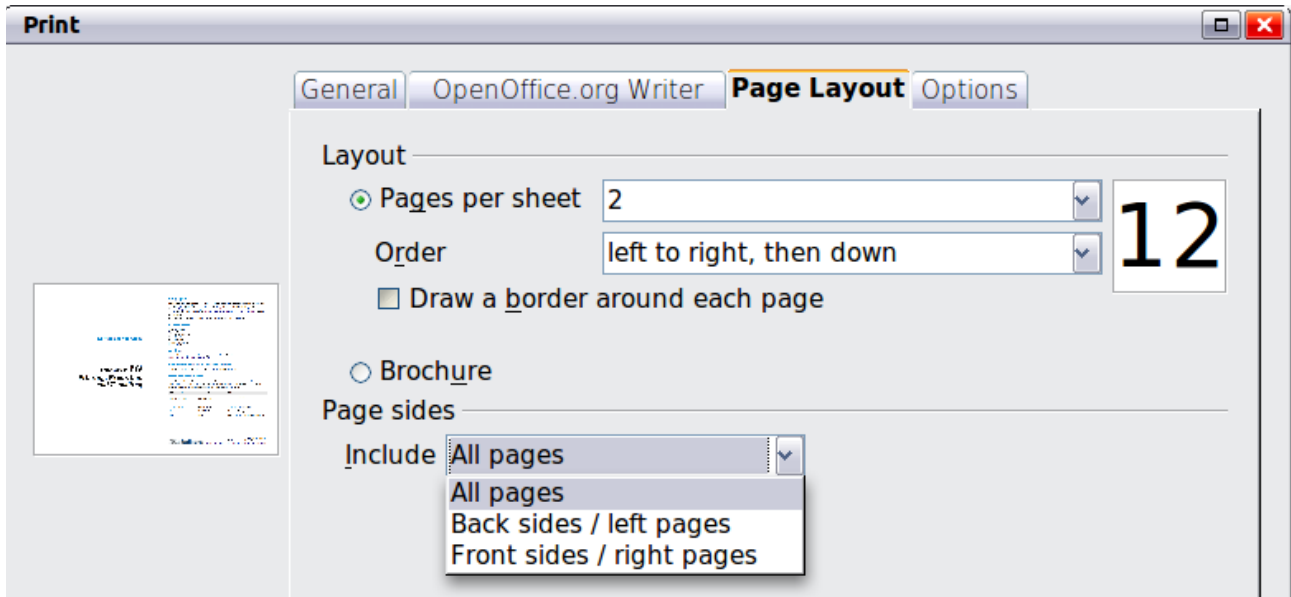 Print
General OpenOffice.org Writer Page Layout Options
Layout
Pages per sheet 2
12
Order left to right, then down
Draw a border around each page
Brochure
Page sides
Include All pages
All pages
Back sides / left pages
Front sides / right pages